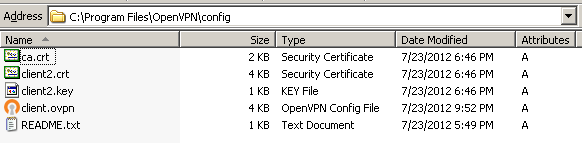 Address C:\Program Files\OpenVPN\config
Name Size Type Date Modified Attributes
ca.crt 2 KB Security Certificate 7/23/2012 6:46 PM A
client2.crt 4 KB Security Certificate 7/23/2012 6:46 PM A
client2.key 1 KB KEY File 7/23/2012 6:46 PM A
client.ovpn 4 KB OpenVPN Config File 7/23/2012 9:52 PM A
README.txt 1 KB Text Document 7/23/2012 5:49 PM A